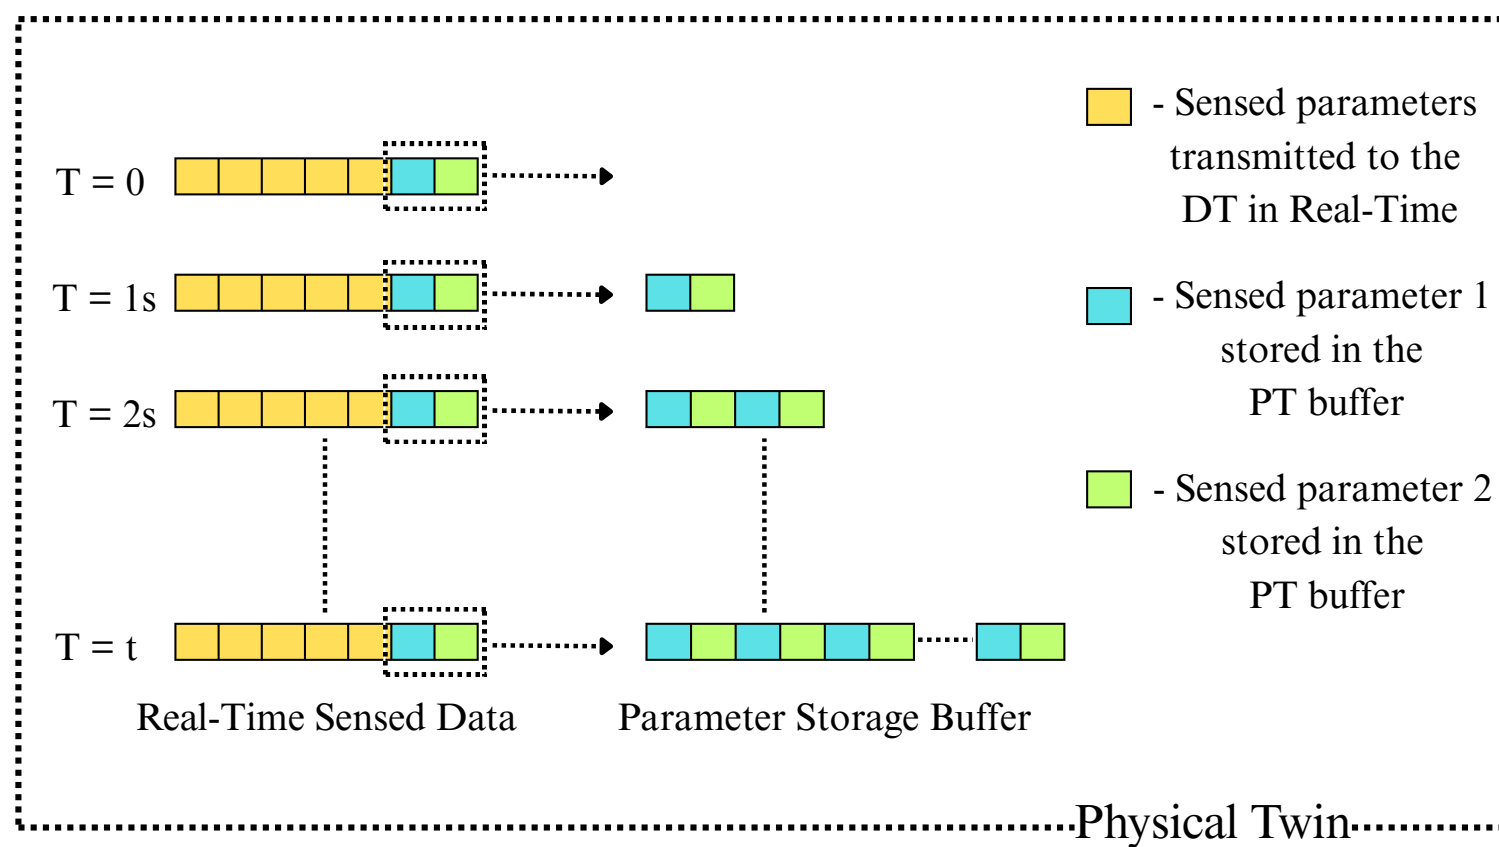 T = 0
T = 1s
T = 2s
T = t
Real-Time Sensed Data
Parameter Storage Buffer
- Sensed parameters
transmitted to the
DT in Real-Time
- Sensed parameter 1
stored in the
PT buffer
- Sensed parameter 2
stored in the
PT buffer
Physical Twin